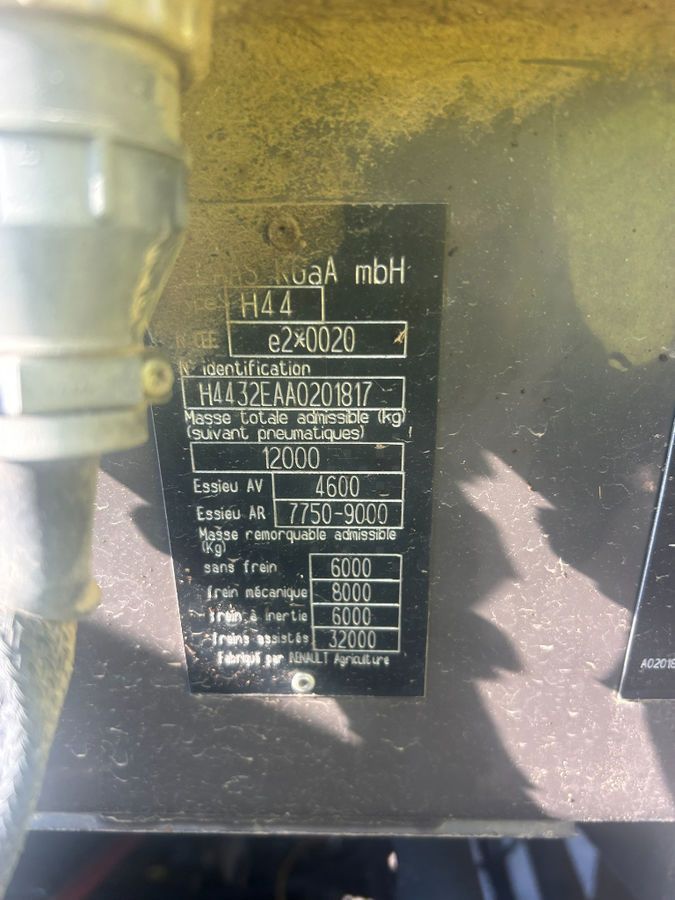 KGaA mbH
H44
e2*0020
N° identification
H4432EAA0201817
Masse totale admissible (kg)
(suivant pneumatiques)
12000
Essieu AV 4600
Essieu AR 7750-9000
Masse remorquable admissible
(Kg)
sans frein 6000
frein mécanique 8000
frein à inertie 6000
freins assistés 32000
Fabriqué par RENAULT Agriculture